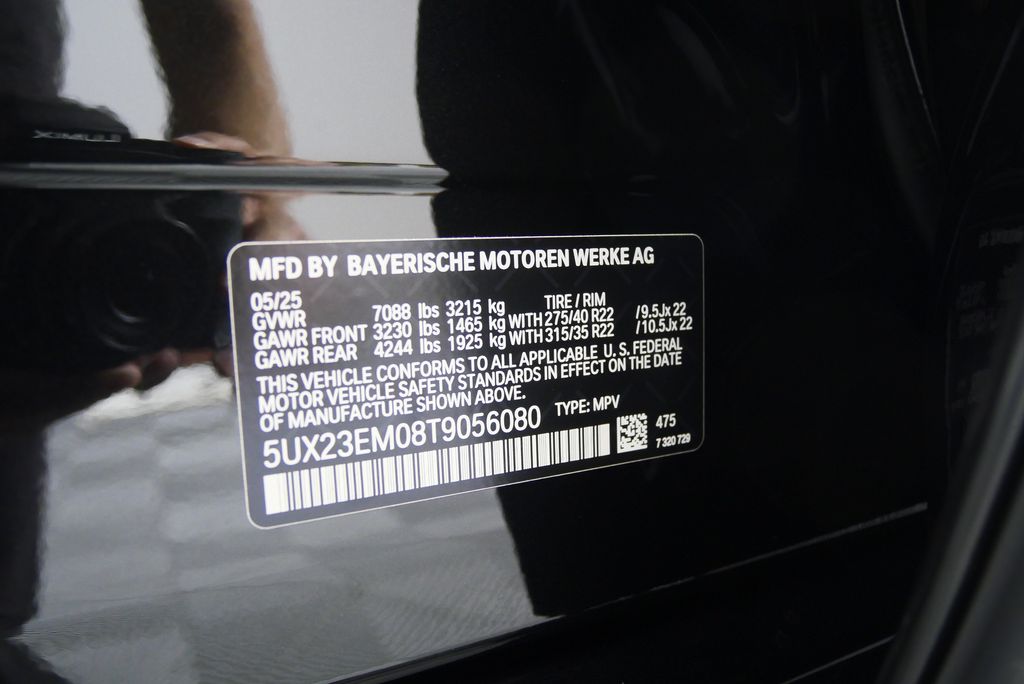 MFD BY BAYERISCHE MOTOREN WERKE AG
05/25 TIRE / RIM
GVWR 7088 lbs 3215 kg
GAWR FRONT 3230 lbs 1465 kg WITH 275/40 R22 /9.5Jx22
GAWR REAR 4244 lbs 1925 kg WITH 315/35 R22 /10.5Jx22
THIS VEHICLE CONFORMS TO ALL APPLICABLE U.S. FEDERAL
MOTOR VEHICLE SAFETY STANDARDS IN EFFECT ON THE DATE
OF MANUFACTURE SHOWN ABOVE.
5UX23EM08T9056080 TYPE: MPV
475
7 320 729